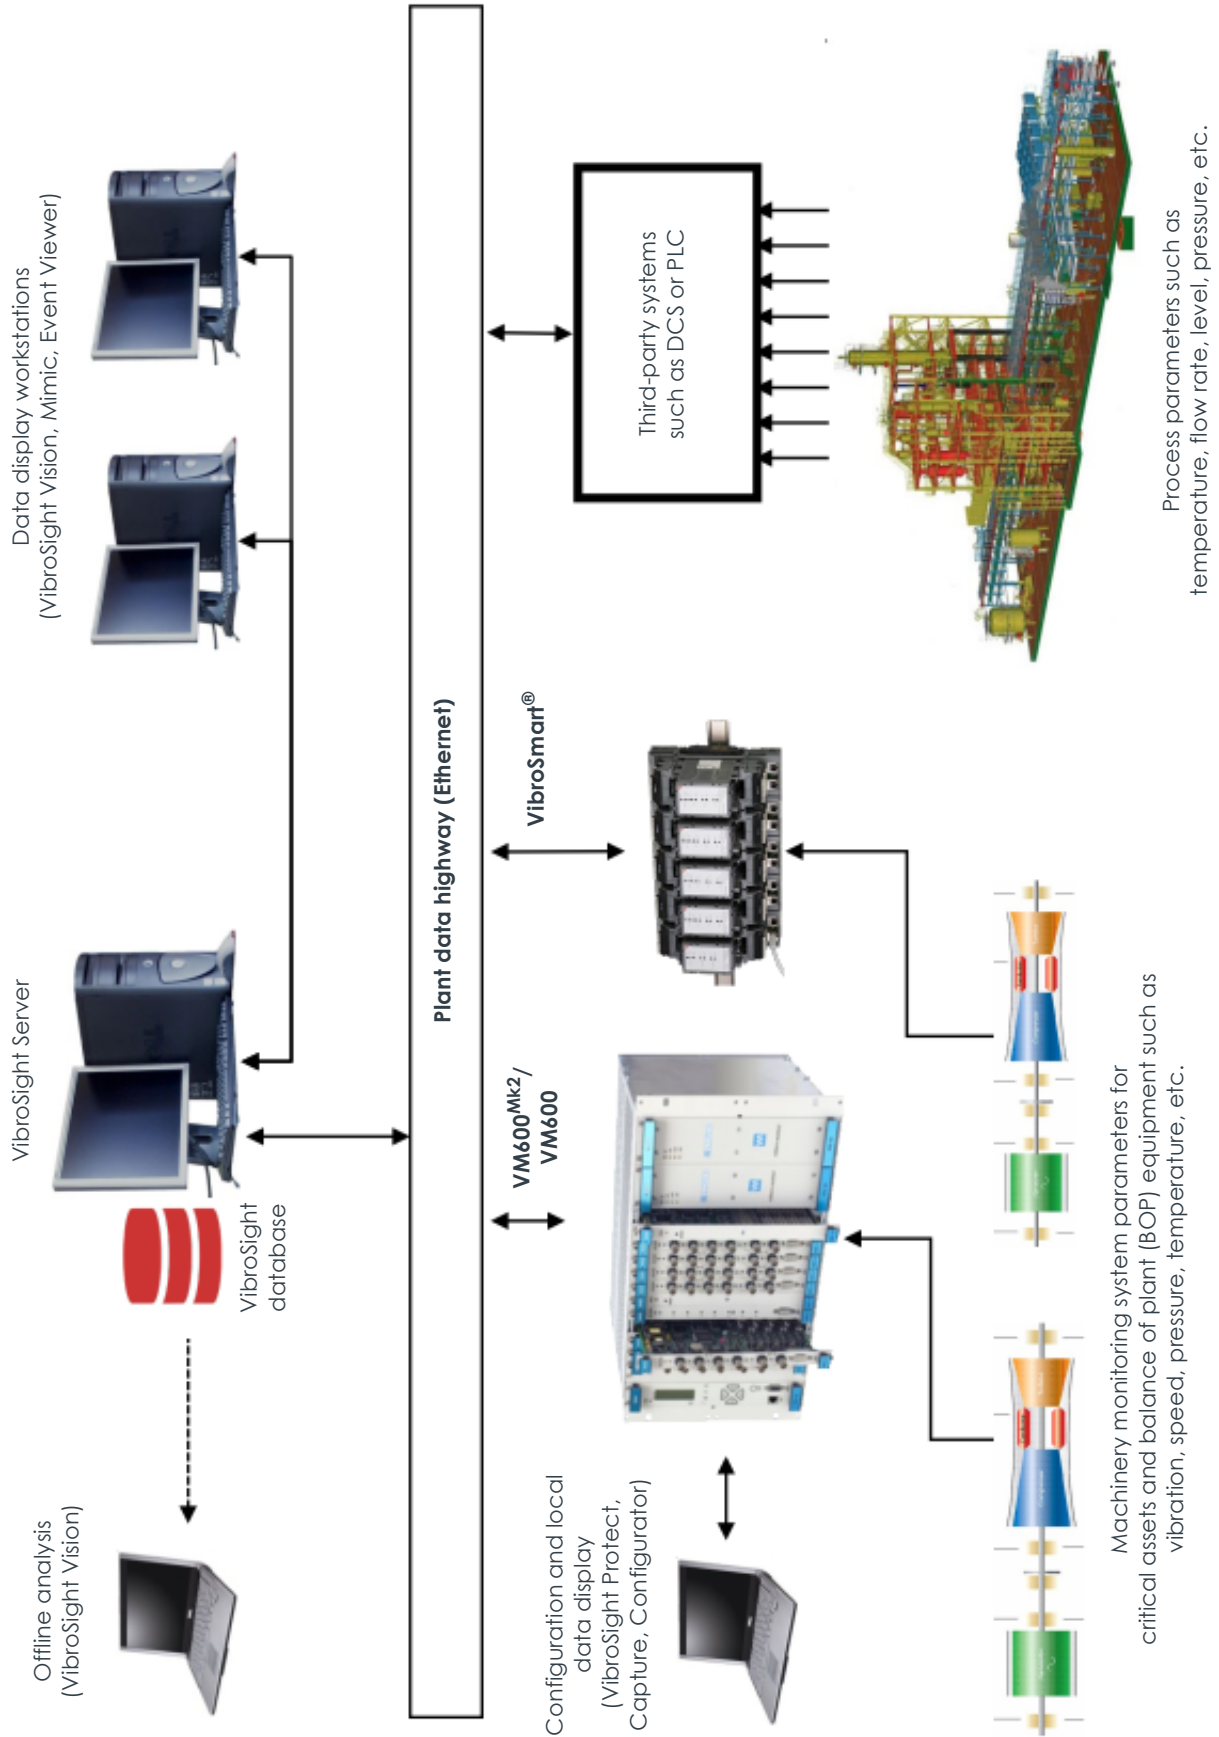 Offline analysis
(VibroSight Vision)
VibroSight
database
VibroSight Server
Data display workstations
(VibroSight Vision, Mimic, Event Viewer)
Plant data highway (Ethernet)
Configuration and local
data display
(VibroSight Protect,
Capture, Configurator)
VM600Mk2/
VM600
VibroSmart®
Third-party systems
such as DCS or PLC
Machinery monitoring system parameters for
critical assets and balance of plant (BOP) equipment such as
vibration, speed, pressure, temperature, etc.
Process parameters such as
temperature, flow rate, level, pressure, etc.